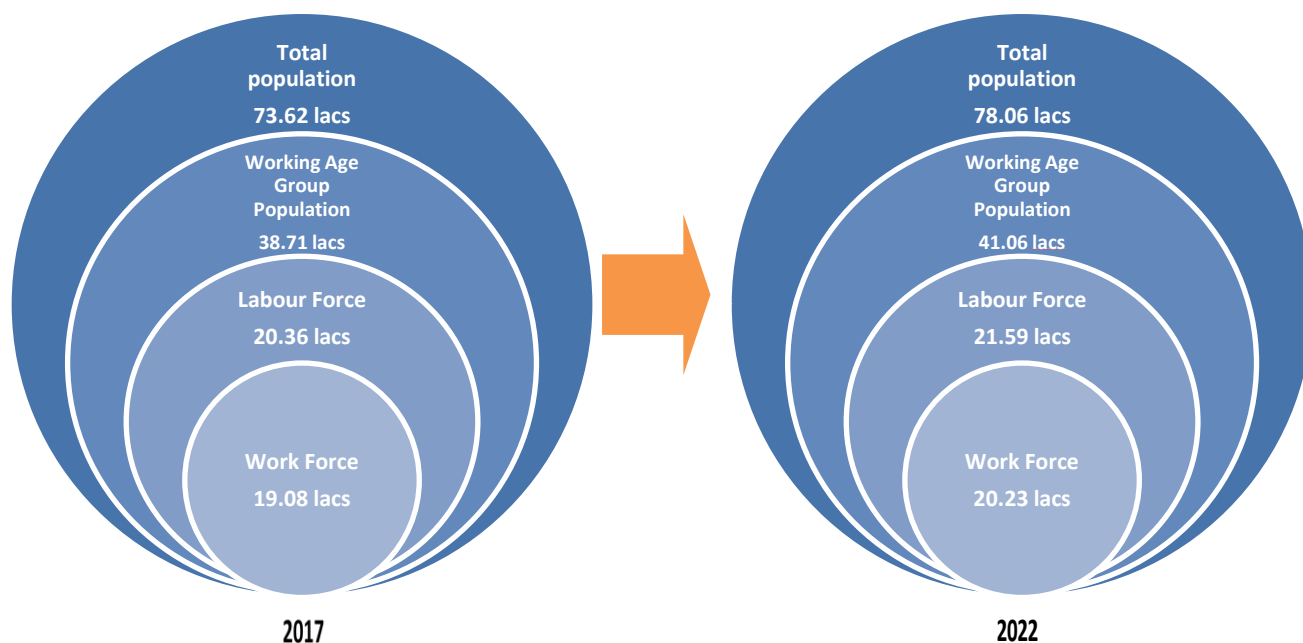 Total
population
73.62 lacs
Working Age
Group
Population
38.71 lacs
Labour Force
20.36 lacs
Work Force
19.08 lacs
2017
Total
population
78.06 lacs
Working Age
Group
Population
41.06 lacs
Labour Force
21.59 lacs
Work Force
20.23 lacs
2022